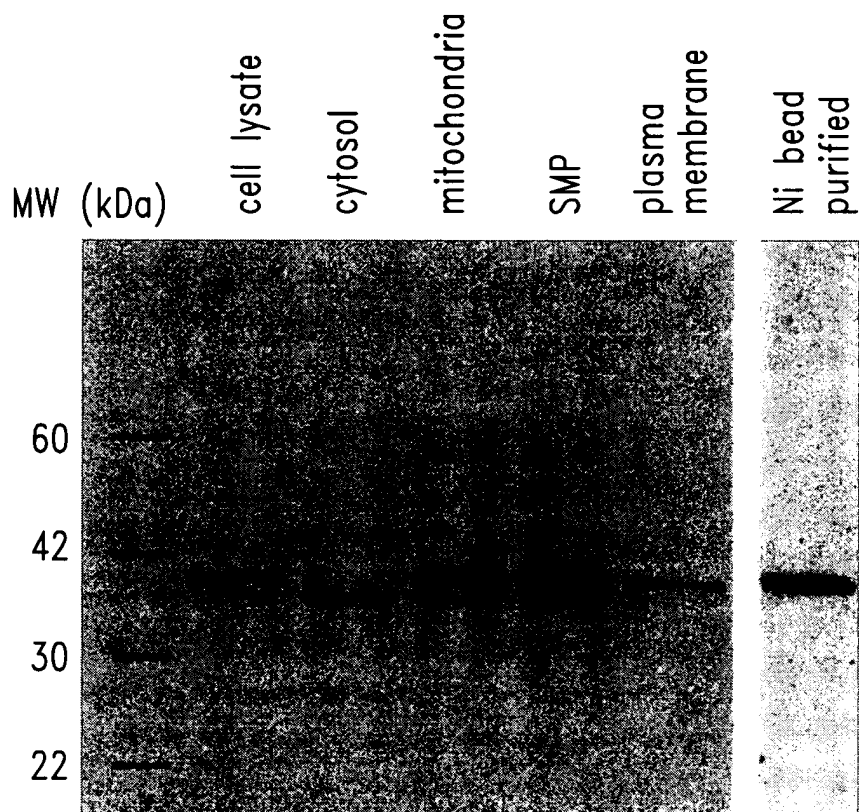 MW (kDa)
cell lysate
cytosol
mitochondria
SMP
plasma
membrane
Ni bead
purified
60
42
30
22